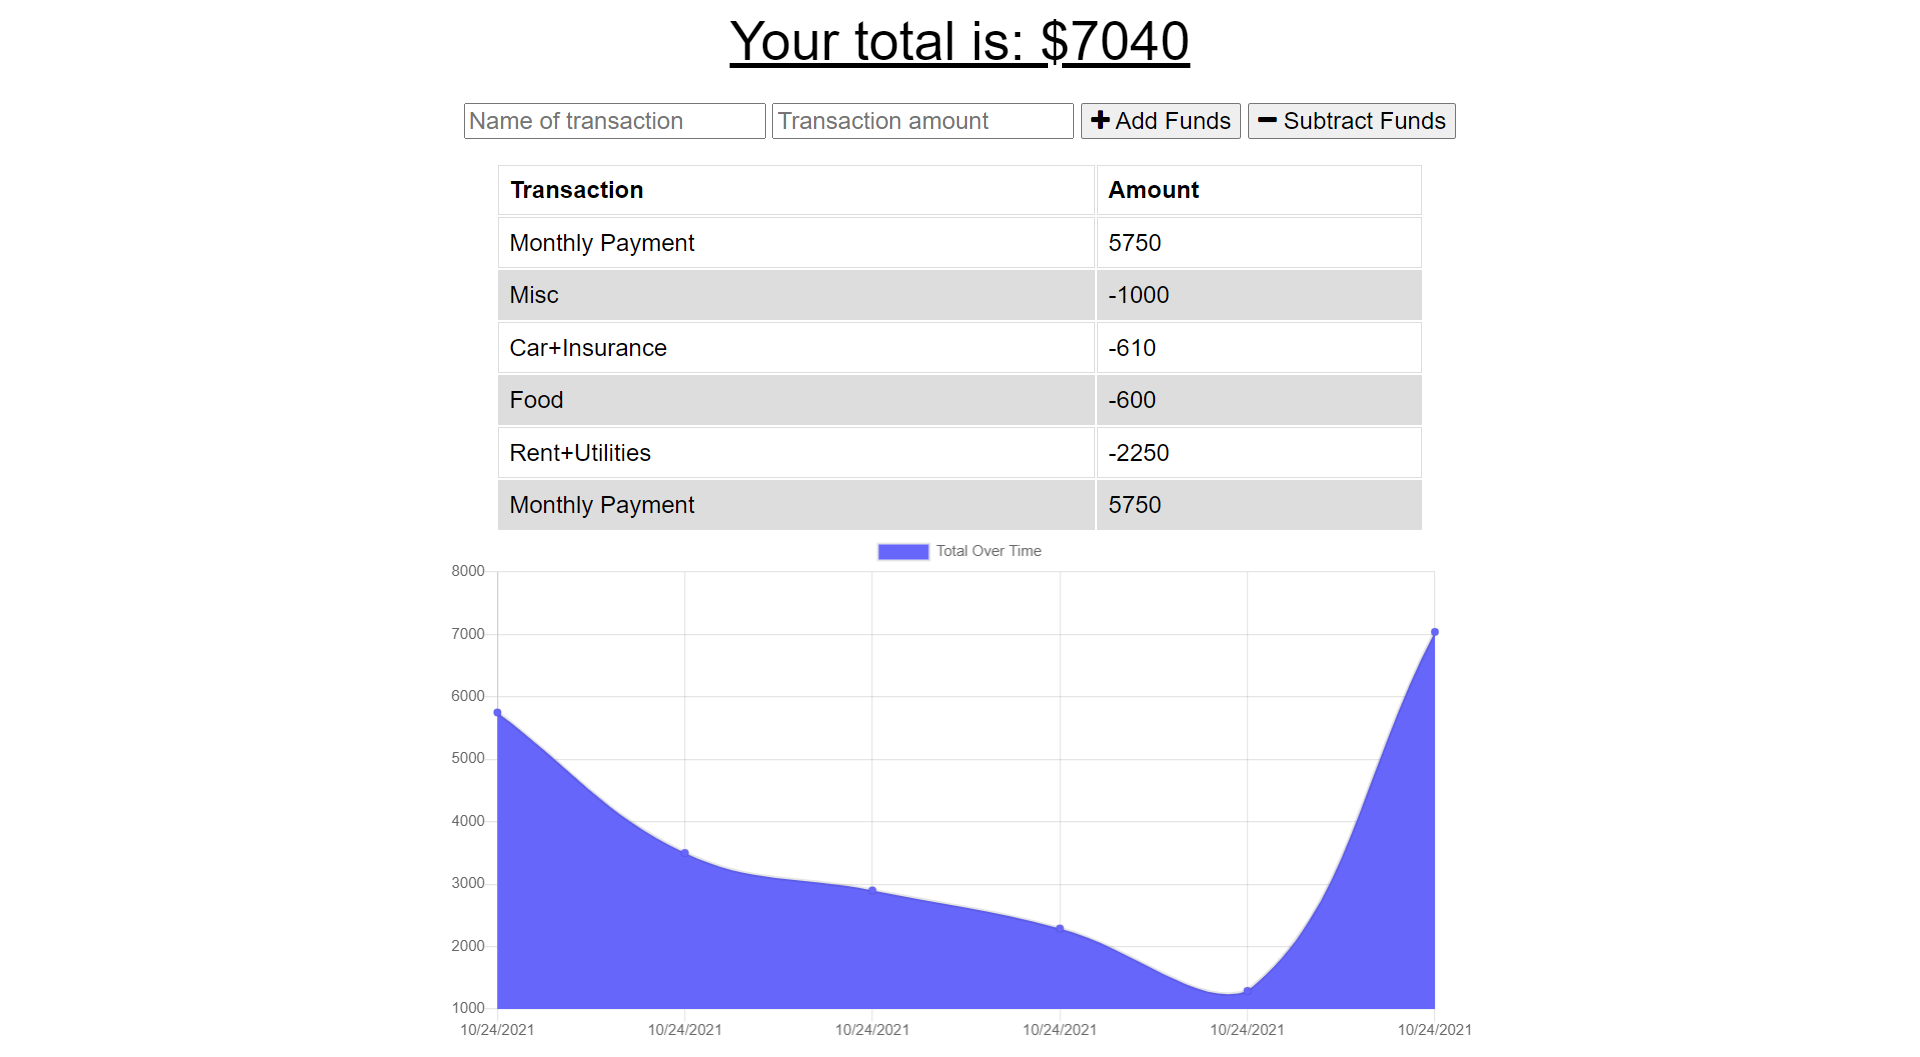 Your total is: $7040
Name of transaction Transaction amount Add Funds Subtract Funds
Transaction Amount
Monthly Payment 5750
Misc -1000
Car+Insurance -610
Food -600
Rent+Utilities -2250
Monthly Payment 5750
Total Over Time
8000
7000
6000
5000
4000
3000
2000
1000
10/24/2021 10/24/2021 10/24/2021 10/24/2021 10/24/2021 10/24/2021